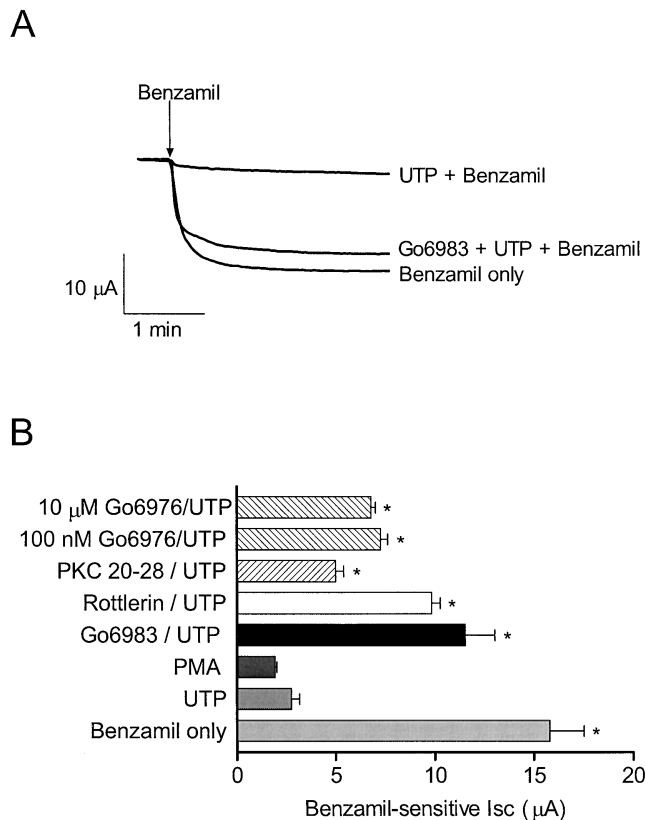 A
Benzamil
UTP + Benzamil
Go6983 + UTP + Benzamil
Benzamil only
10 μA
1 min
B
10 μM Go6976/UTP
*
100 nM Go6976/UTP
*
PKC 20-28 / UTP
*
Rottlerin / UTP
*
Go6983 / UTP
*
PMA
UTP
Benzamil only
*
0 5 10 15 20
Benzamil-sensitive Isc (μA)